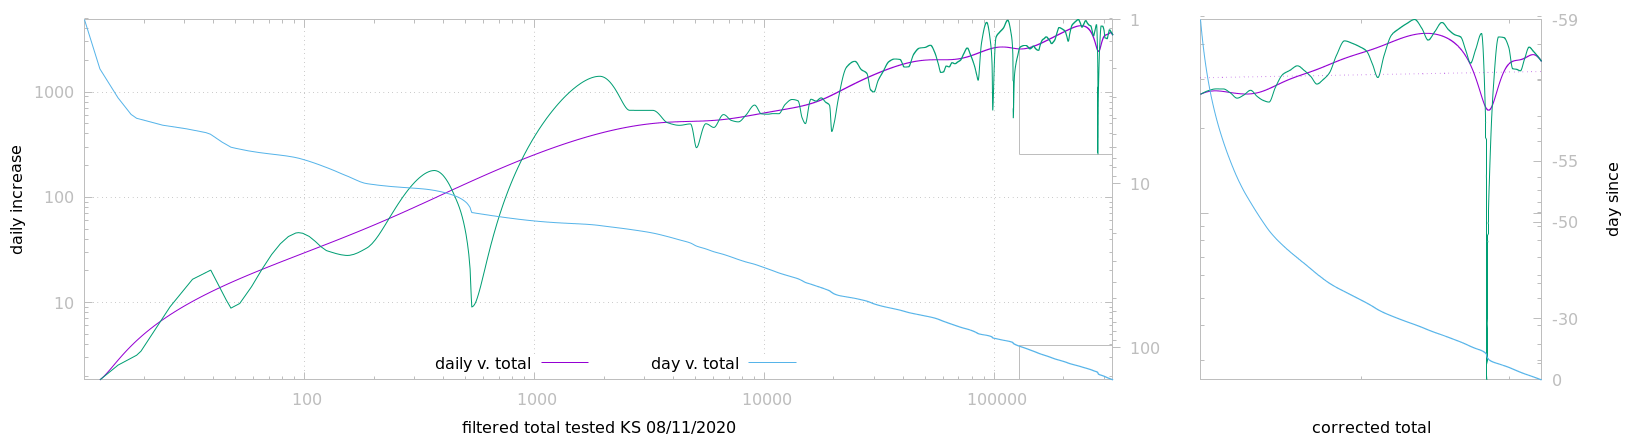 daily increase
1000
100
10
daily v. total
day v. total
100
1000
10000
100000
filtered total tested KS 08/11/2020
1
10
100
-59
-55
-50
-30
0
day since
corrected total